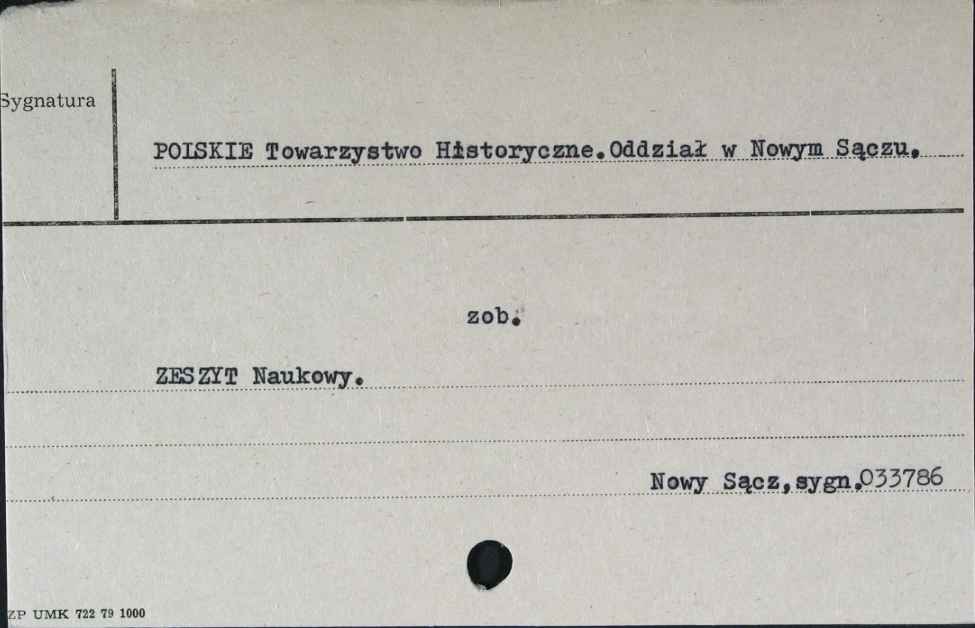 Sygnatura
POLSKIE Towarzystwo Historyczne.Oddział w Nowym Sączu.
zob.
ZESZYT Naukowy.
Nowy Sącz,sygn.033786
ZP UMK 722 79 1000